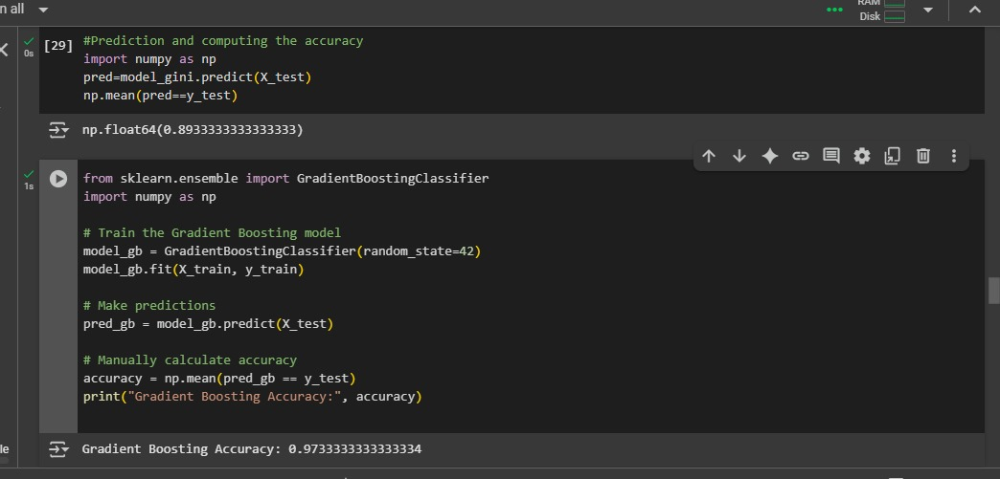 n all
RAM
Disk
0s
[29]
#Prediction and computing the accuracy
import numpy as np
pred=model_gini.predict(X_test)
np.mean(pred==y_test)
np.float64(0.8933333333333333)
1s
from sklearn.ensemble import GradientBoostingClassifier
import numpy as np
# Train the Gradient Boosting model
model_gb = GradientBoostingClassifier(random_state=42)
model_gb.fit(X_train, y_train)
# Make predictions
pred_gb = model_gb.predict(X_test)
# Manually calculate accuracy
accuracy = np.mean(pred_gb == y_test)
print("Gradient Boosting Accuracy:", accuracy)
le
Gradient Boosting Accuracy: 0.9733333333333334